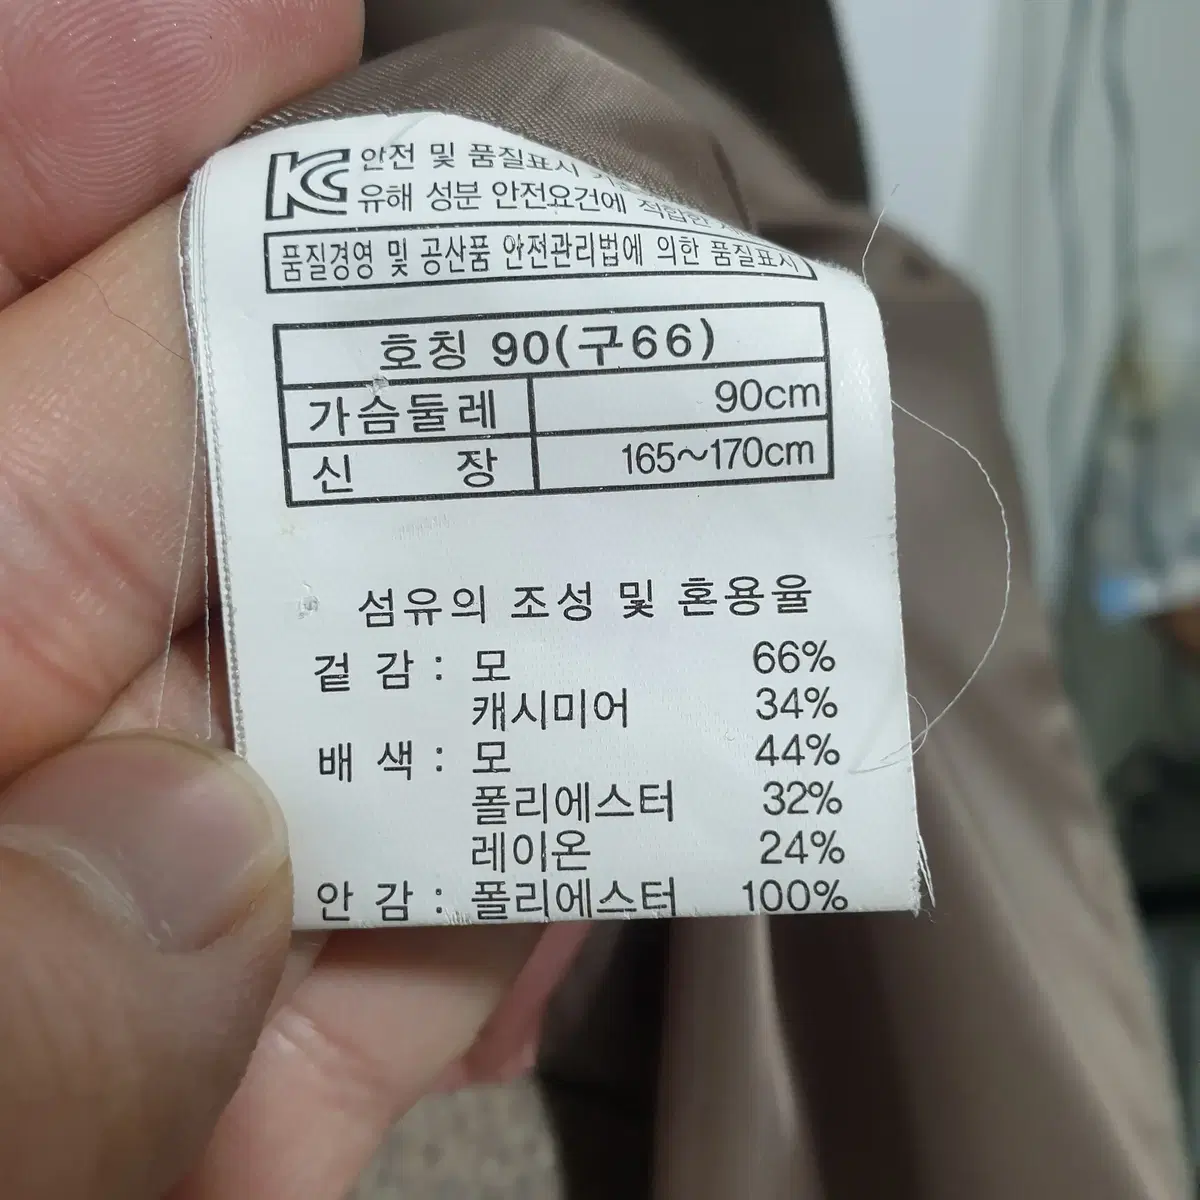 KC 안전 및 품질표시
유해 성분 안전요건에 적합한
품질경영 및 공산품 안전관리법에 의한 품질표시
호칭 90(구66)
가슴둘레 90cm
신 장 165~170cm
섬유의 조성 및 혼용율
겉 감 : 모 66%
캐시미어 34%
배 색 : 모 44%
폴리에스터 32%
레이온 24%
안 감 : 폴리에스터 100%